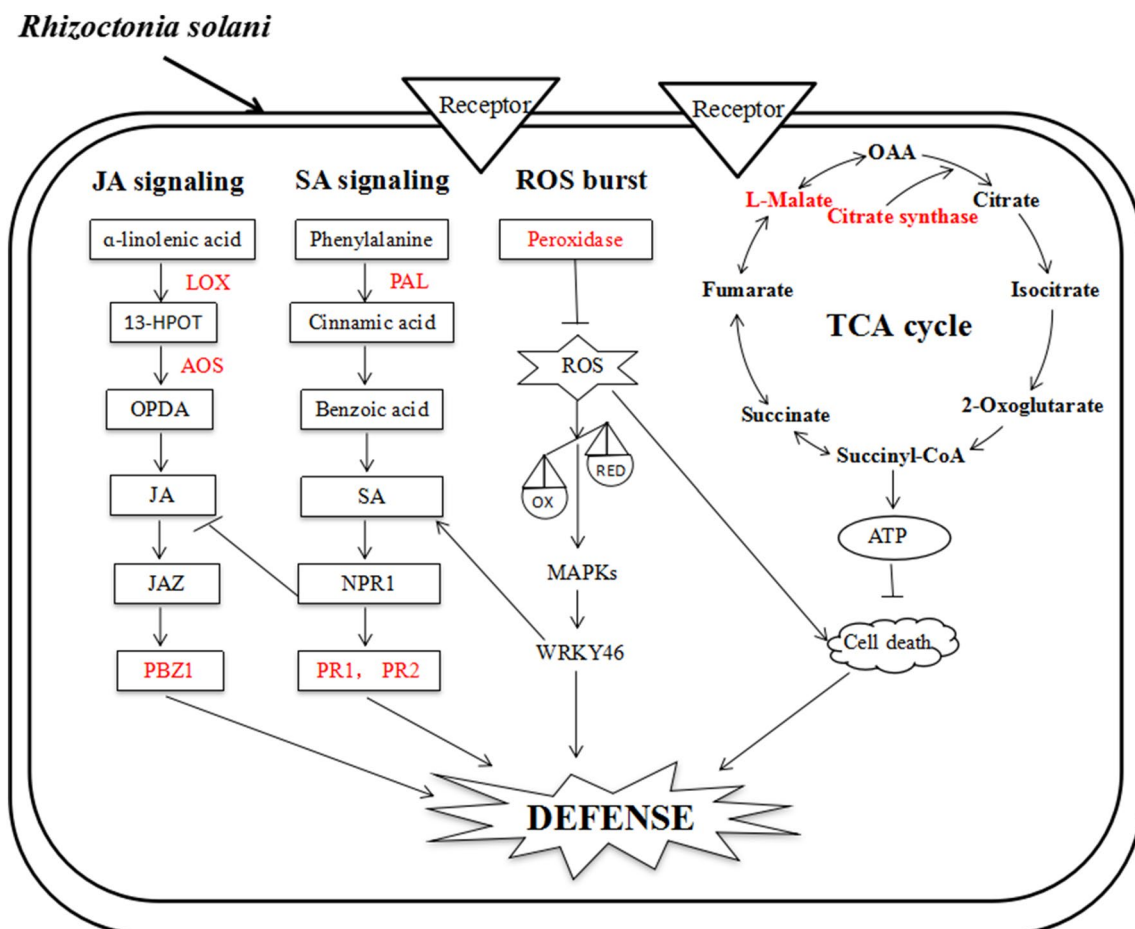 Rhizoctonia solani
Receptor
Receptor
JA signaling
α-linolenic acid
LOX
13-HPOT
AOS
OPDA
JA
JAZ
PBZ1
SA signaling
Phenylalanine
PAL
Cinnamic acid
Benzoic acid
SA
NPR1
PR1, PR2
ROS burst
Peroxidase
ROS
OX
RED
MAPKs
WRKY46
OAA
L-Malate
Citrate synthase
Citrate
Fumarate
Isocitrate
TCA cycle
Succinate
2-Oxoglutarate
Succinyl-CoA
ATP
Cell death
DEFENSE